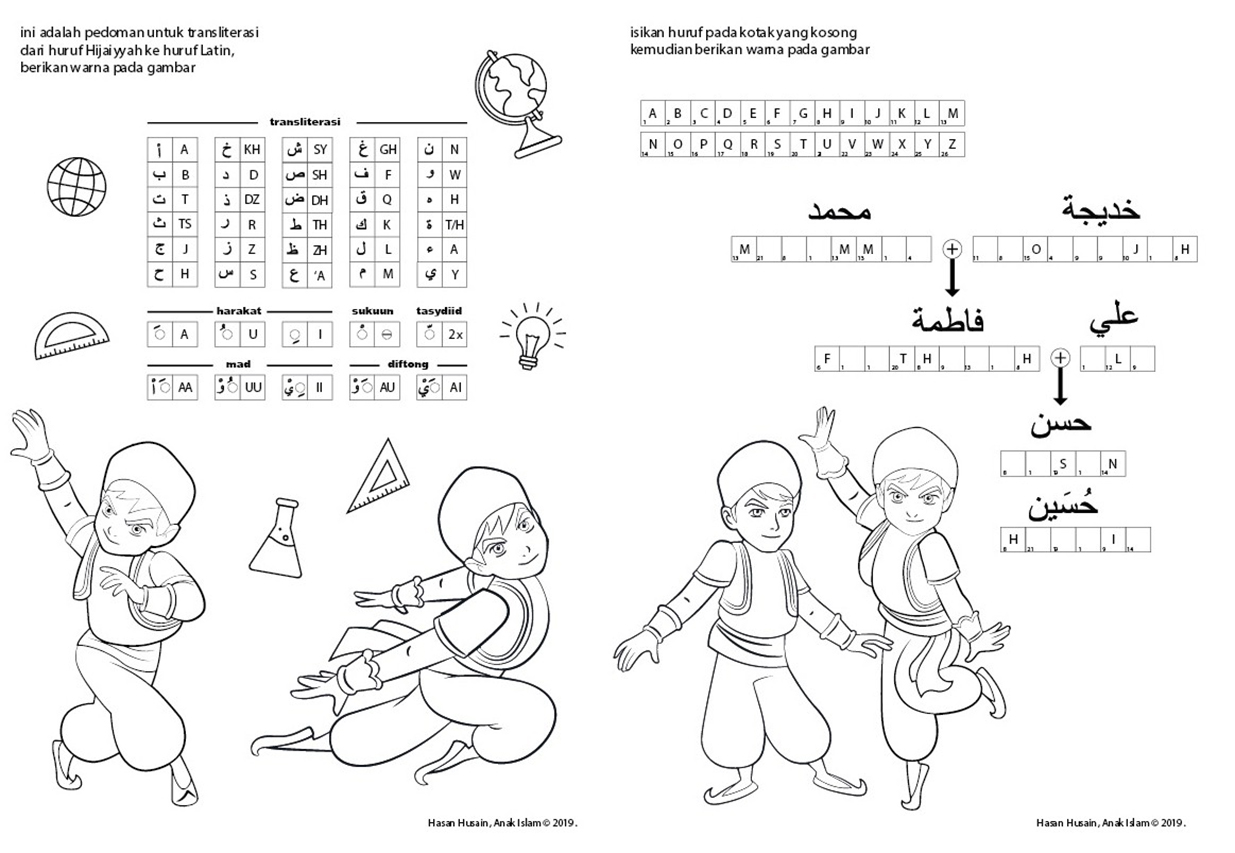 ini adalah pedoman untuk transliterasi
dari huruf Hijaiyyah ke huruf Latin,
berikan warna pada gambar
transliterasi
أ A خ KH ش SY غ GH ن N
ب B د D ص SH ف F و W
ت T ذ DZ ض DH ق Q ه H
ث TS ر R ط TH ك K ة T/H
ج J ز Z ظ ZH ل L ء A
ح H س S ع 'A م M ي Y
harakat sukuun tasydiid
َ A ُ U ِ I ْ ⊖ ّ 2x
mad diftong
َ أْ AA ُ وْ UU ِ يْ II َ وْ AU َ يْ AI
Hasan Husain, Anak Islam © 2019.
isikan huruf pada kotak yang kosong
kemudian berikan warna pada gambar
A B C D E F G H I J K L M
1 2 3 4 5 6 7 8 9 10 11 12 13
N O P Q R S T U V W X Y Z
14 15 16 17 18 19 20 2 22 23 24 25 26
محمد خديجة
M M M + O J H
13 21 8 1 13 13 1 4 11 8 15 4 9 9 10 1 8
فاطمة علي
F T H H + L
6 1 1 20 8 9 13 1 8 1 12 9
حسن
S N
8 1 19 1 14
حُسَين
H I
8 21 19 1 9 14
Hasan Husain, Anak Islam © 2019.